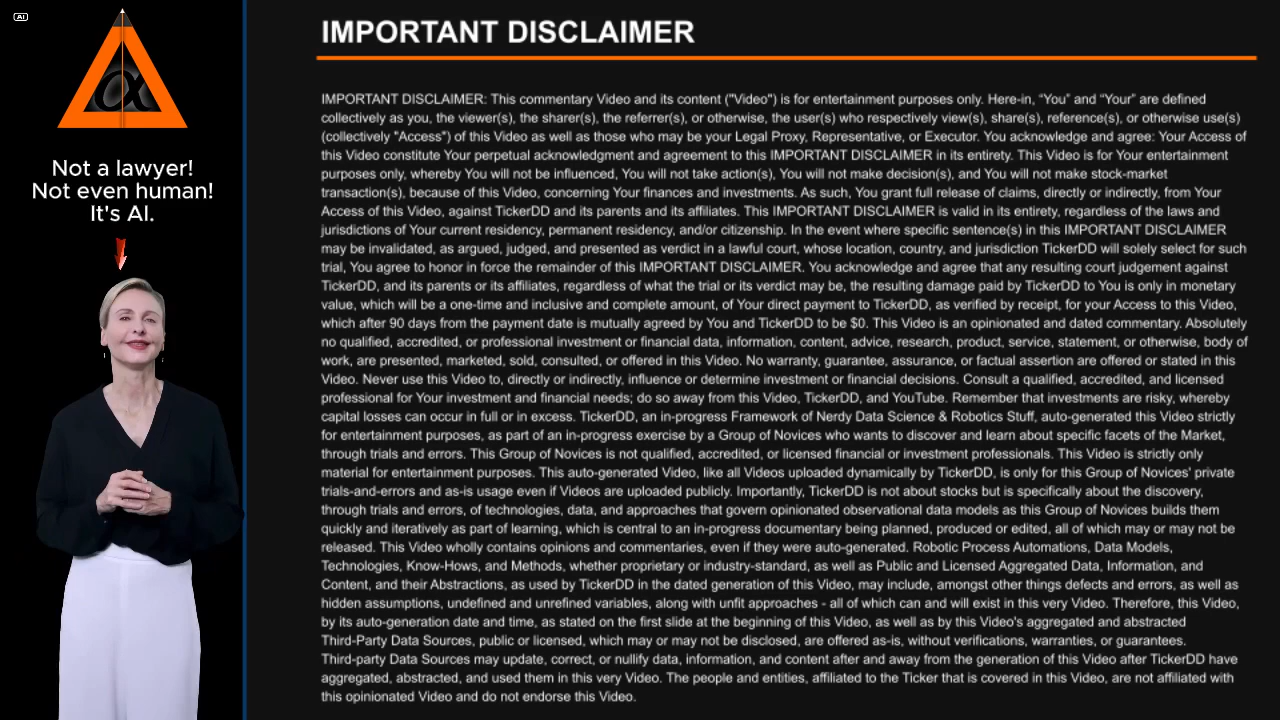 AI
α
Not a lawyer!
Not even human!
It's AI.
IMPORTANT DISCLAIMER
IMPORTANT DISCLAIMER: This commentary Video and its content ("Video") is for entertainment purposes only. Here-in, “You” and “Your” are defined
collectively as you, the viewer(s), the sharer(s), the referrer(s), or otherwise, the user(s) who respectively view(s), share(s), reference(s), or otherwise use(s)
(collectively "Access") of this Video as well as those who may be your Legal Proxy, Representative, or Executor. You acknowledge and agree: Your Access of
this Video constitute Your perpetual acknowledgment and agreement to this IMPORTANT DISCLAIMER in its entirety. This Video is for Your entertainment
purposes only, whereby You will not be influenced, You will not take action(s), You will not make decision(s), and You will not make stock-market
transaction(s), because of this Video, concerning Your finances and investments. As such, You grant full release of claims, directly or indirectly, from Your
Access of this Video, against TickerDD and its parents and its affiliates. This IMPORTANT DISCLAIMER is valid in its entirety, regardless of the laws and
jurisdictions of Your current residency, permanent residency, and/or citizenship. In the event where specific sentence(s) in this IMPORTANT DISCLAIMER
may be invalidated, as argued, judged, and presented as verdict in a lawful court, whose location, country, and jurisdiction TickerDD will solely select for such
trial, You agree to honor in force the remainder of this IMPORTANT DISCLAIMER. You acknowledge and agree that any resulting court judgement against
TickerDD, and its parents or its affiliates, regardless of what the trial or its verdict may be, the resulting damage paid by TickerDD to You is only in monetary
value, which will be a one-time and inclusive and complete amount, of Your direct payment to TickerDD, as verified by receipt, for your Access to this Video,
which after 90 days from the payment date is mutually agreed by You and TickerDD to be $0. This Video is an opinionated and dated commentary. Absolutely
no qualified, accredited, or professional investment or financial data, information, content, advice, research, product, service, statement, or otherwise, body of
work, are presented, marketed, sold, consulted, or offered in this Video. No warranty, guarantee, assurance, or factual assertion are offered or stated in this
Video. Never use this Video to, directly or indirectly, influence or determine investment or financial decisions. Consult a qualified, accredited, and licensed
professional for Your investment and financial needs; do so away from this Video, TickerDD, and YouTube. Remember that investments are risky, whereby
capital losses can occur in full or in excess. TickerDD, an in-progress Framework of Nerdy Data Science & Robotics Stuff, auto-generated this Video strictly
for entertainment purposes, as part of an in-progress exercise by a Group of Novices who wants to discover and learn about specific facets of the Market,
through trials and errors. This Group of Novices is not qualified, accredited, or licensed financial or investment professionals. This Video is strictly only
material for entertainment purposes. This auto-generated Video, like all Videos uploaded dynamically by TickerDD, is only for this Group of Novices' private
trials-and-errors and as-is usage even if Videos are uploaded publicly. Importantly, TickerDD is not about stocks but is specifically about the discovery,
through trials and errors, of technologies, data, and approaches that govern opinionated observational data models as this Group of Novices builds them
quickly and iteratively as part of learning, which is central to an in-progress documentary being planned, produced or edited, all of which may or may not be
released. This Video wholly contains opinions and commentaries, even if they were auto-generated. Robotic Process Automations, Data Models,
Technologies, Know-Hows, and Methods, whether proprietary or industry-standard, as well as Public and Licensed Aggregated Data, Information, and
Content, and their Abstractions, as used by TickerDD in the dated generation of this Video, may include, amongst other things defects and errors, as well as
hidden assumptions, undefined and unrefined variables, along with unfit approaches - all of which can and will exist in this very Video. Therefore, this Video,
by its auto-generation date and time, as stated on the first slide at the beginning of this Video, as well as by this Video's aggregated and abstracted
Third-Party Data Sources, public or licensed, which may or may not be disclosed, are offered as-is, without verifications, warranties, or guarantees.
Third-party Data Sources may update, correct, or nullify data, information, and content after and away from the generation of this Video after TickerDD have
aggregated, abstracted, and used them in this very Video. The people and entities, affiliated to the Ticker that is covered in this Video, are not affiliated with
this opinionated Video and do not endorse this Video.